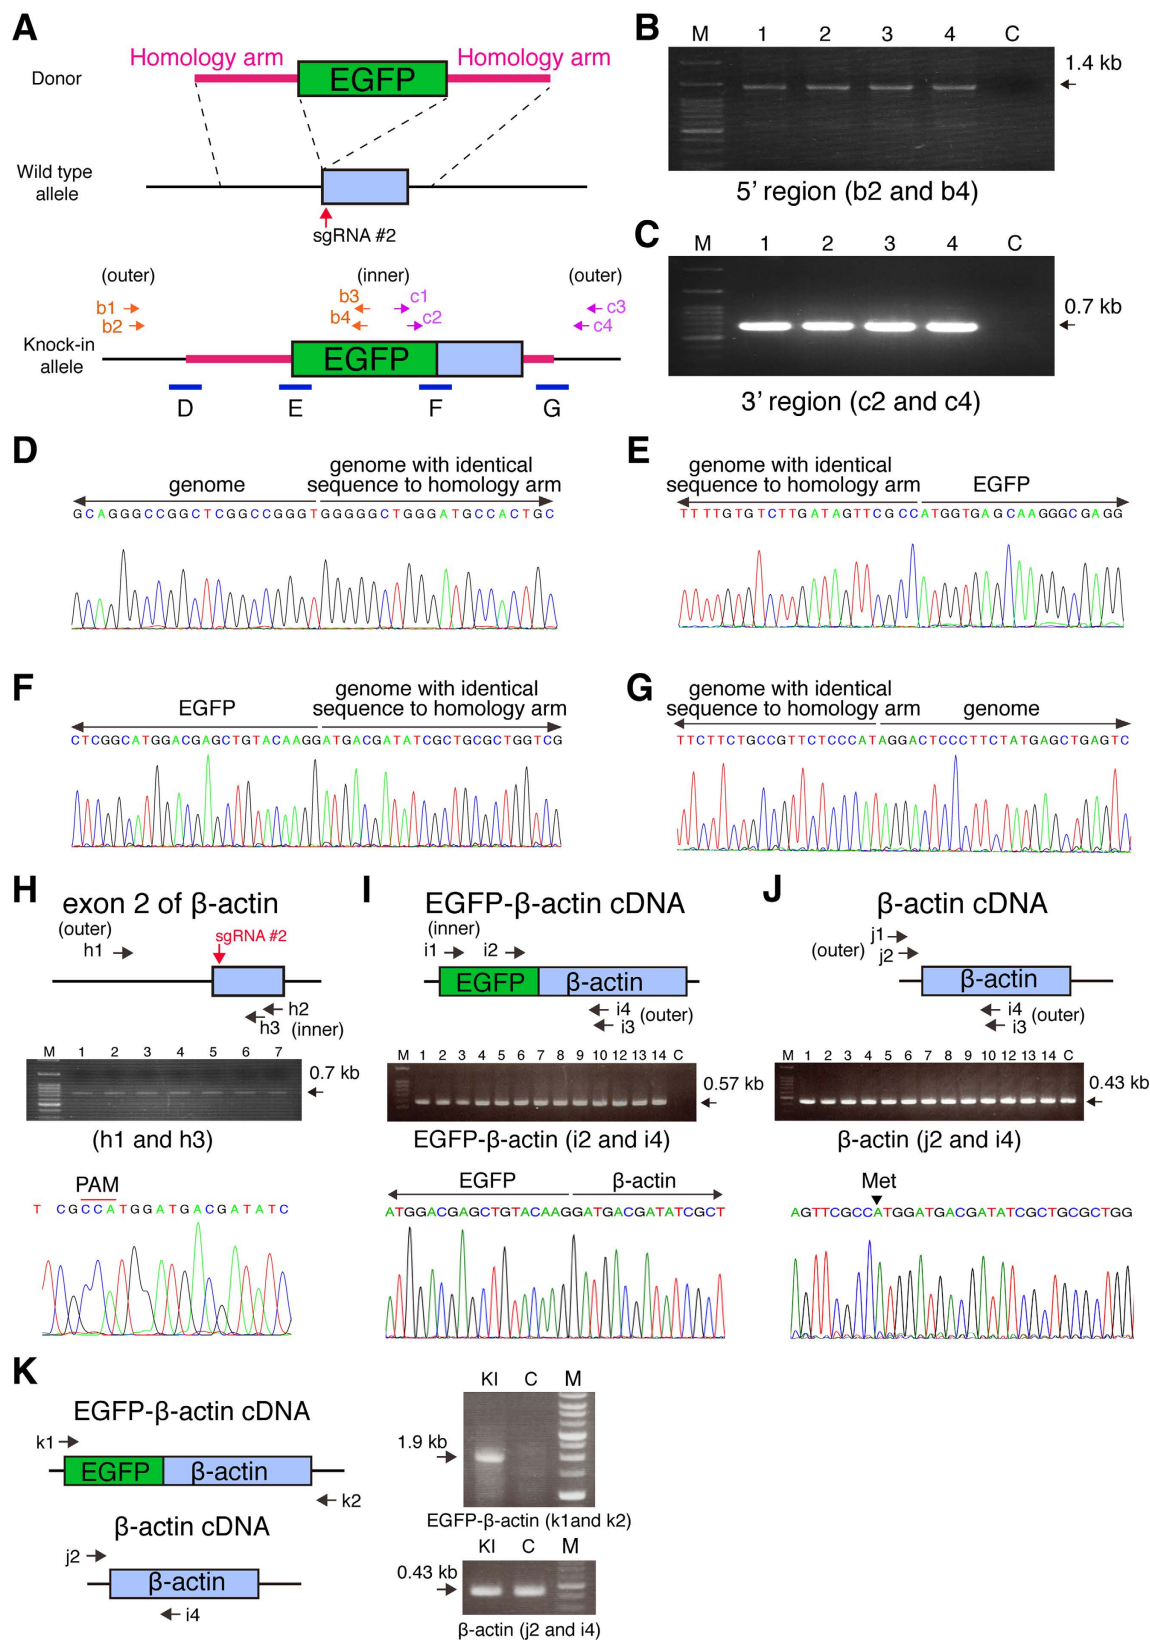 A
Homology arm
Homology arm
Donor
EGFP
Wild type
allele
sgRNA #2
(outer)
(inner)
(outer)
b1
b2
b3
b4
c1
c2
c3
c4
Knock-in
allele
EGFP
D
E
F
G
B
M 1 2 3 4 C
1.4 kb
5’ region (b2 and b4)
C
M 1 2 3 4 C
0.7 kb
3’ region (c2 and c4)
D
genome
genome with identical
sequence to homology arm
GCAGGGCCGGCTCGGCCGGGTGGGGGCTGGGATGCCACTGC
E
genome with identical
sequence to homology arm
EGFP
TTTTGTGTCTTGATAGTTCGCCATGGTGAGCAAGGGCGAGG
F
EGFP
genome with identical
sequence to homology arm
CTCGGCATGGACGAGCTGTACAAGGATGACGATATCGCTGCGCTGGTCG
G
genome with identical
sequence to homology arm
genome
TTCTTCTGCCGTTCTCCCATAGGACTCCCTTCTATGAGCTGAGTC
H
exon 2 of β-actin
(outer)
h1
sgRNA #2
h2
h3
(inner)
M 1 2 3 4 5 6 7
0.7 kb
(h1 and h3)
PAM
T CGCCATGGATGACGATATC
I
EGFP-β-actin cDNA
(inner)
i1
i2
EGFP
β-actin
i4
i3
(outer)
M 1 2 3 4 5 6 7 8 9 10 12 13 14 C
0.57 kb
EGFP-β-actin (i2 and i4)
EGFP
β-actin
ATGGACGAGCTGTACAAGGATGACGATATCGCT
J
β-actin cDNA
j1
(outer)
j2
β-actin
i4
i3
(outer)
M 1 2 3 4 5 6 7 8 9 10 12 13 14 C
0.43 kb
β-actin (j2 and i4)
Met
AGTTCGCCATGGATGACGATATCGCTGCGCTGG
K
EGFP-β-actin cDNA
k1
EGFP
β-actin
k2
β-actin cDNA
j2
β-actin
i4
KI C M
1.9 kb
EGFP-β-actin (k1and k2)
KI C M
0.43 kb
β-actin (j2 and i4)